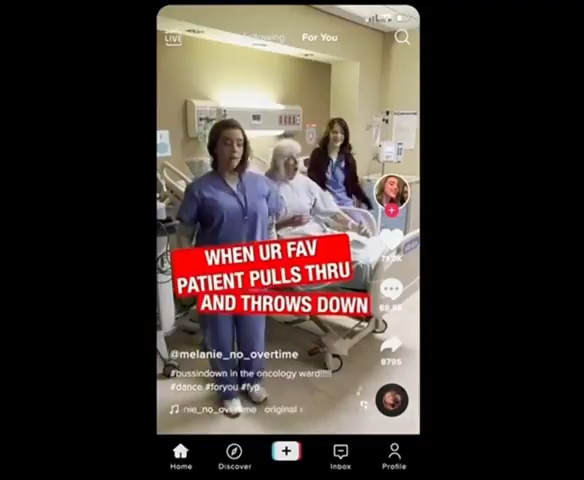 LIVE
Following
For You
WHEN UR FAV
PATIENT PULLS THRU
AND THROWS DOWN
@melanie_no_overtime
#bussindown in the oncology ward!!!!!
#dance #foryou #fyp
nie_no_overtime original
8795
Home
Discover
Inbox
Profile